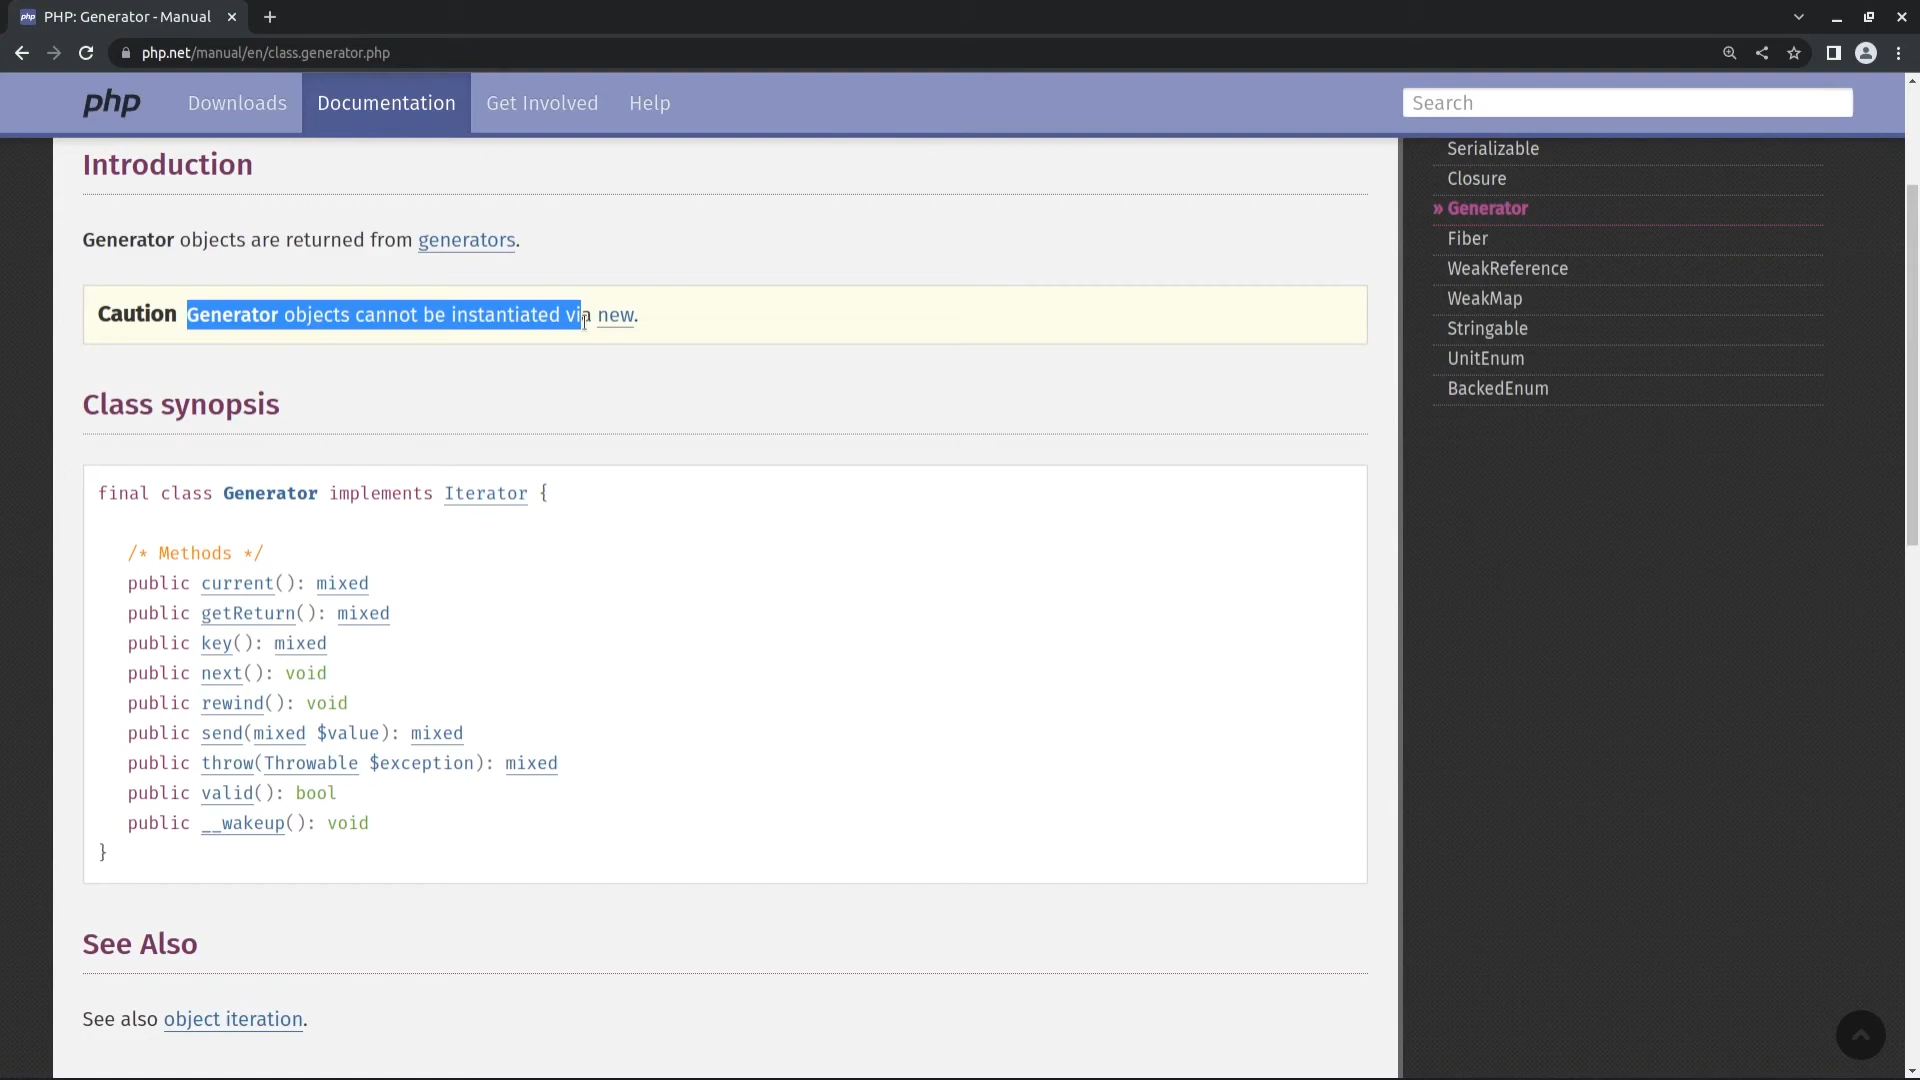 PHP: Generator - Manual
php.net/manual/en/class.generator.php
php Downloads Documentation Get Involved Help Search
Introduction
Generator objects are returned from generators.
Caution Generator objects cannot be instantiated via new.
Class synopsis
final class Generator implements Iterator {
/* Methods */
public current(): mixed
public getReturn(): mixed
public key(): mixed
public next(): void
public rewind(): void
public send(mixed $value): mixed
public throw(Throwable $exception): mixed
public valid(): bool
public __wakeup(): void
}
See Also
See also object iteration.
Serializable
Closure
» Generator
Fiber
WeakReference
WeakMap
Stringable
UnitEnum
BackedEnum